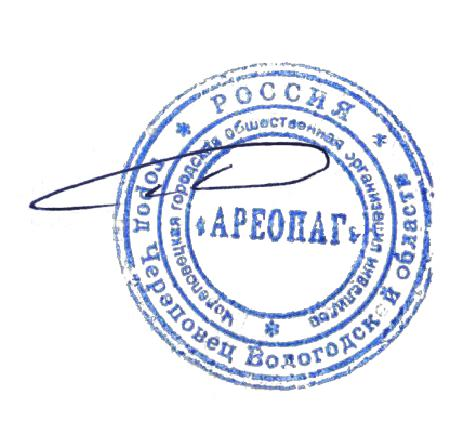 * РОССИЯ *
город Череповец Вологодской области
Череповецкая городская общественная организация инвалидов *
"АРЕОПАГ"